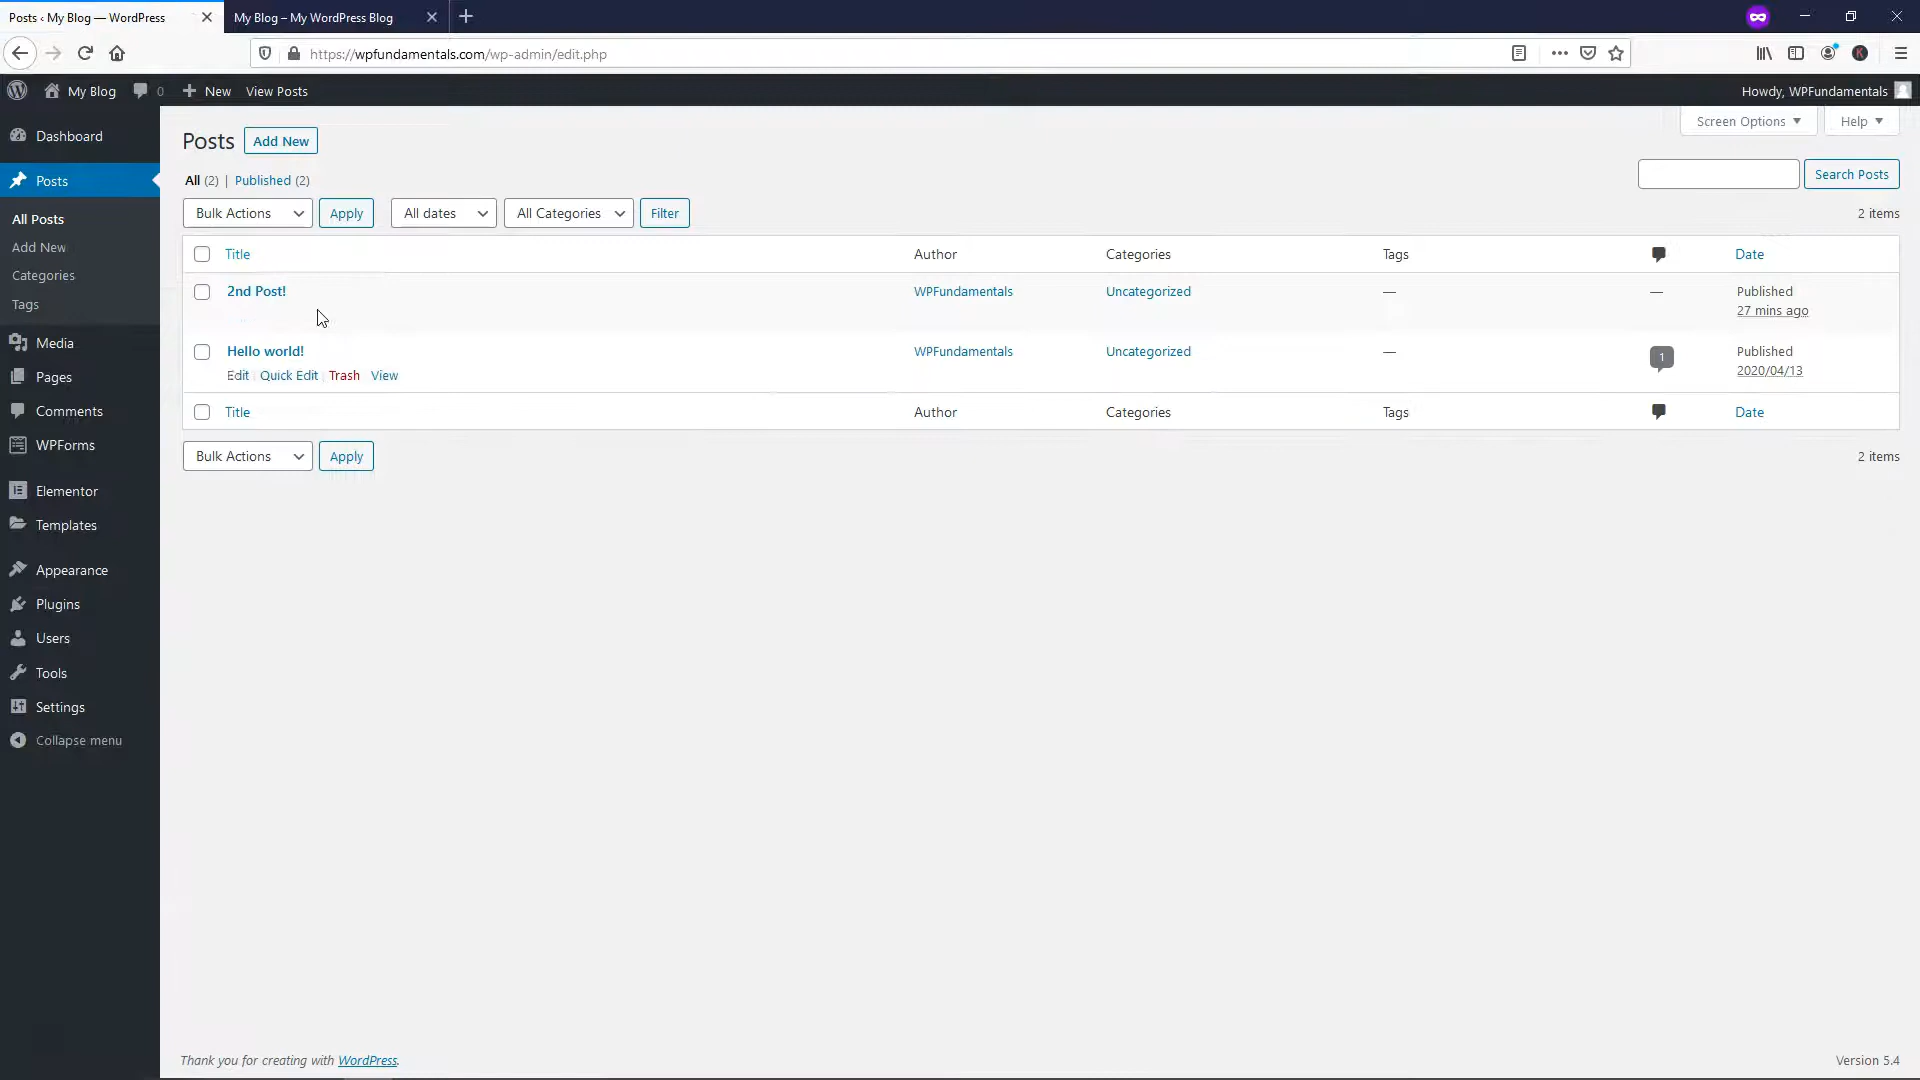 Posts ‹ My Blog — WordPress
My Blog – My WordPress Blog
https://wpfundamentals.com/wp-admin/edit.php
My Blog 0 New View Posts
Howdy, WPFundamentals
Dashboard
Posts
All Posts
Add New
Categories
Tags
Media
Pages
Comments
WPForms
Elementor
Templates
Appearance
Plugins
Users
Tools
Settings
Collapse menu
Screen Options Help
Posts Add New
All (2) | Published (2)
Search Posts
Bulk Actions Apply All dates All Categories Filter 2 items
Title Author Categories Tags Date
2nd Post! WPFundamentals Uncategorized — — Published
27 mins ago
Hello world! WPFundamentals Uncategorized — 1 Published
2020/04/13
Edit | Quick Edit | Trash | View
Title Author Categories Tags Date
Bulk Actions Apply 2 items
Thank you for creating with WordPress. Version 5.4